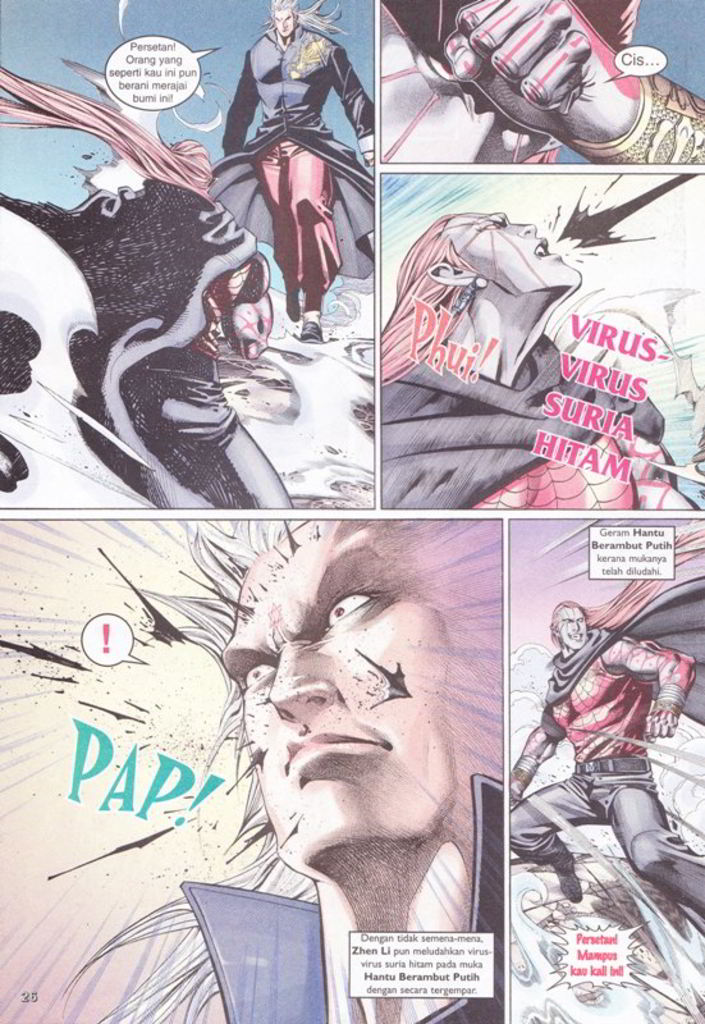 Persetan!
Orang yang
seperti kau ini pun
berani merajai
bumi ini!
Cis...
Phui!
VIRUS-
VIRUS
SURIA
HITAM
!
PAP!
Dengan tidak semena-mena,
Zhen Li pun meludahkan virus-
virus suria hitam pada muka
Hantu Berambut Putih
dengan secara tergempar.
Geram Hantu
Berambut Putih
kerana mukanya
telah diludahi.
Persetan!
Mampus
kau kali ini!
26